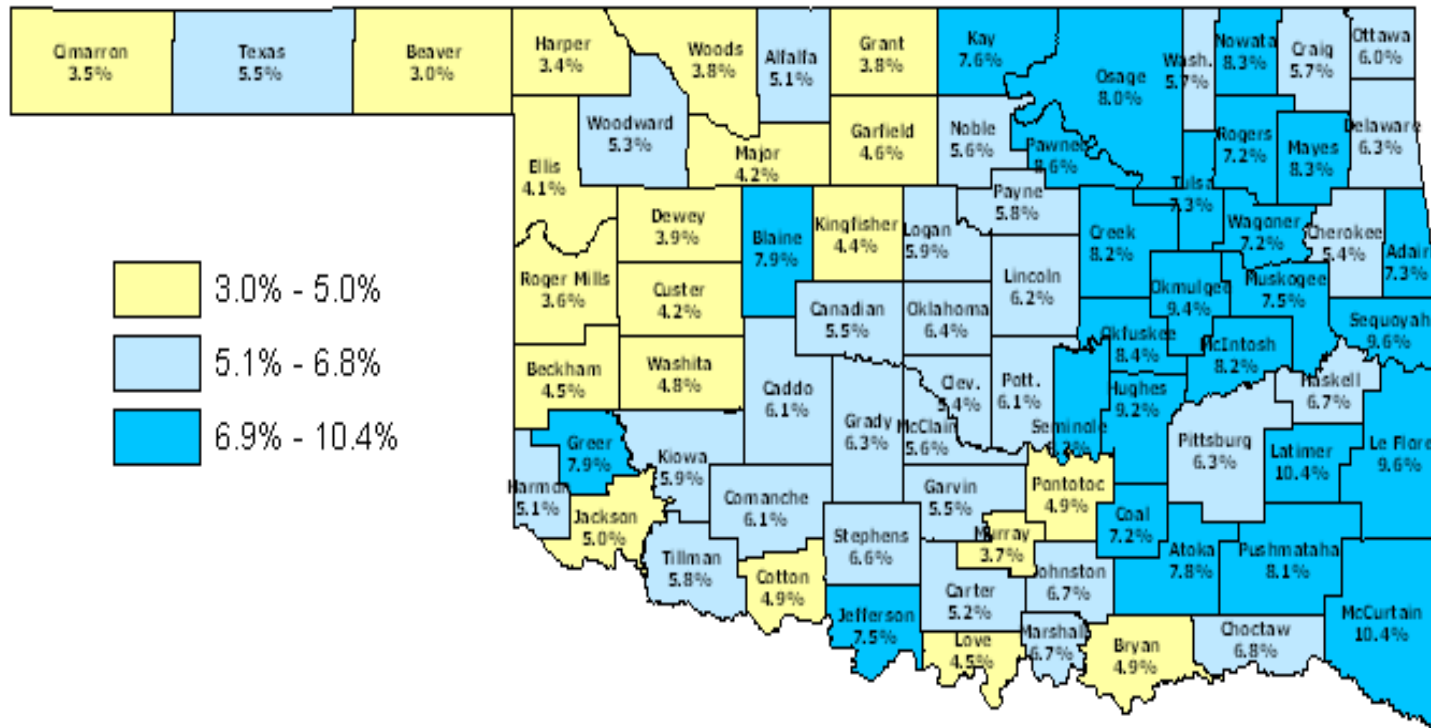 Cimarron
3.5%
Texas
5.5%
Beaver
3.0%
Harper
3.4%
Woods
3.8%
Alfalfa
5.1%
Grant
3.8%
Kay
7.6%
Osage
8.0%
Wash.
5.7%
Nowata
8.3%
Craig
5.7%
Ottawa
6.0%
Woodward
5.3%
Ellis
4.1%
Major
4.2%
Garfield
4.6%
Noble
5.6%
Pawnee
8.6%
Rogers
7.2%
Mayes
8.3%
Delaware
6.3%
Payne
5.8%
Tulsa
7.3%
Dewey
3.9%
Blaine
7.9%
Kingfisher
4.4%
Logan
5.9%
Creek
8.2%
Wagoner
7.2%
Cherokee
5.4%
Adair
7.3%
3.0% - 5.0%
5.1% - 6.8%
6.9% - 10.4%
Roger Mills
3.6%
Custer
4.2%
Canadian
5.5%
Oklahoma
6.4%
Lincoln
6.2%
Okmulgee
9.4%
Muskogee
7.5%
Sequoyah
9.6%
Okfuskee
8.4%
McIntosh
8.2%
Beckham
4.5%
Washita
4.8%
Caddo
6.1%
Grady
6.3%
Clev.
5.4%
McClain
5.6%
Pott.
6.1%
Seminole
Hughes
9.2%
Haskell
6.7%
Pittsburg
6.3%
Latimer
10.4%
Le Flore
9.6%
Greer
7.9%
Kiowa
5.9%
Harmon
5.1%
Jackson
5.0%
Comanche
6.1%
Garvin
5.5%
Pontotoc
4.9%
Coal
7.2%
Stephens
6.6%
Murray
3.7%
Tillman
5.8%
Cotton
4.9%
Carter
5.2%
Johnston
6.7%
Atoka
7.8%
Pushmataha
8.1%
Jefferson
7.5%
Love
4.5%
Marshall
6.7%
Bryan
4.9%
Choctaw
6.8%
McCurtain
10.4%